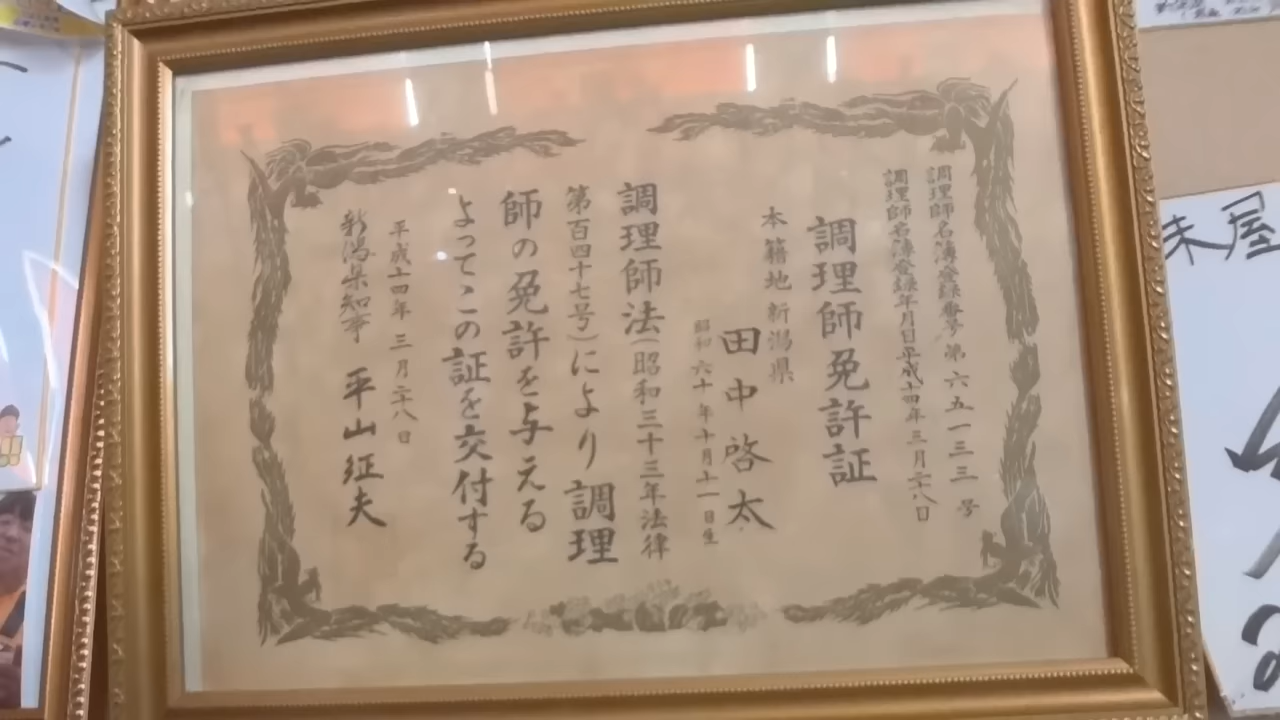 調理師名簿登録番号 第六五一三三号
調理師名簿登録年月日平成十四年三月二十八日
調理師免許証
本籍地 新潟県
田中啓太
昭和六十年十月十一日生
調理師法(昭和三十三年法律
第百四十七号)により調理
師の免許を与える
よってこの証を交付する
平成十四年三月二十八日
新潟県知事 平山征夫